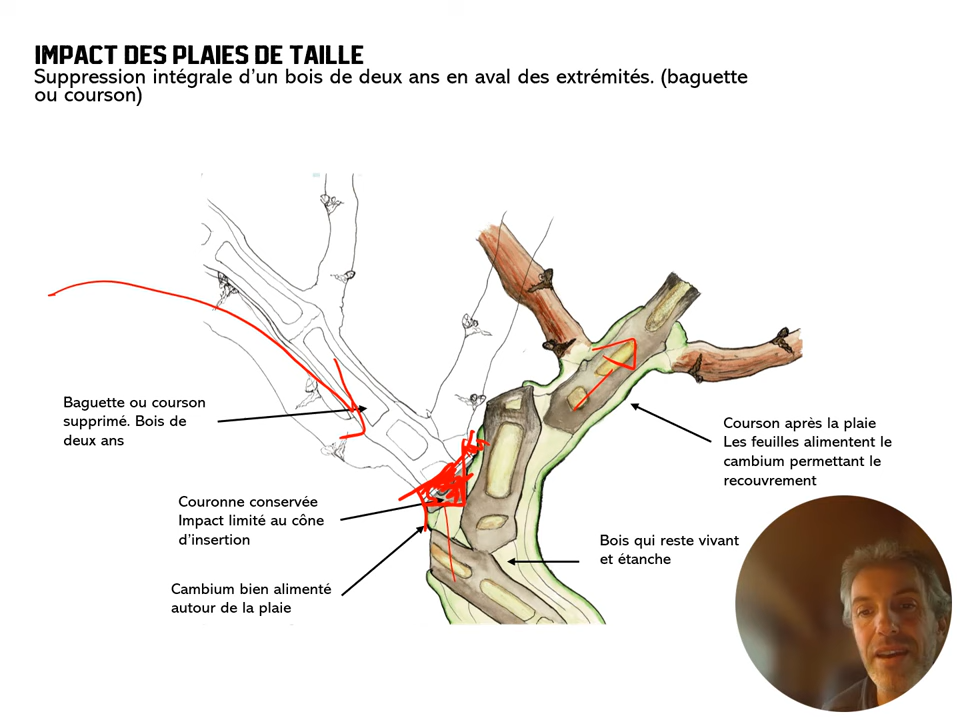 IMPACT DES PLAIES DE TAILLE
Suppression intégrale d'un bois de deux ans en aval des extrémités. (baguette
ou courson)
Baguette ou courson
supprimé. Bois de
deux ans
Couronne conservée
Impact limité au cône
d'insertion
Cambium bien alimenté
autour de la plaie
Courson après la plaie
Les feuilles alimentent le
cambium permettant le
recouvrement
Bois qui reste vivant
et étanche